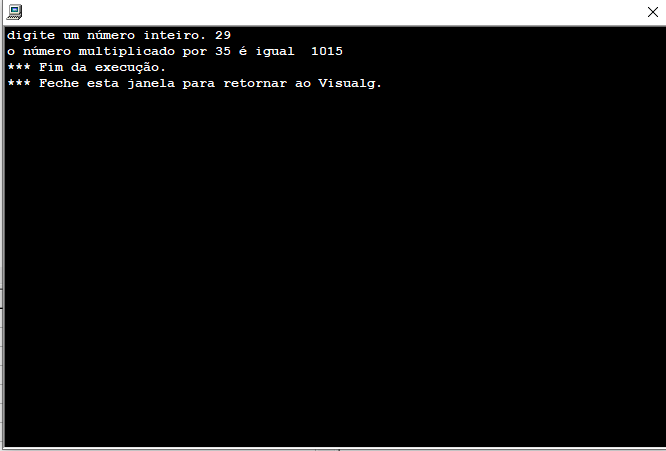 digite um número inteiro. 29
o número multiplicado por 35 é igual  1015
*** Fim da execução.
*** Feche esta janela para retornar ao Visualg.